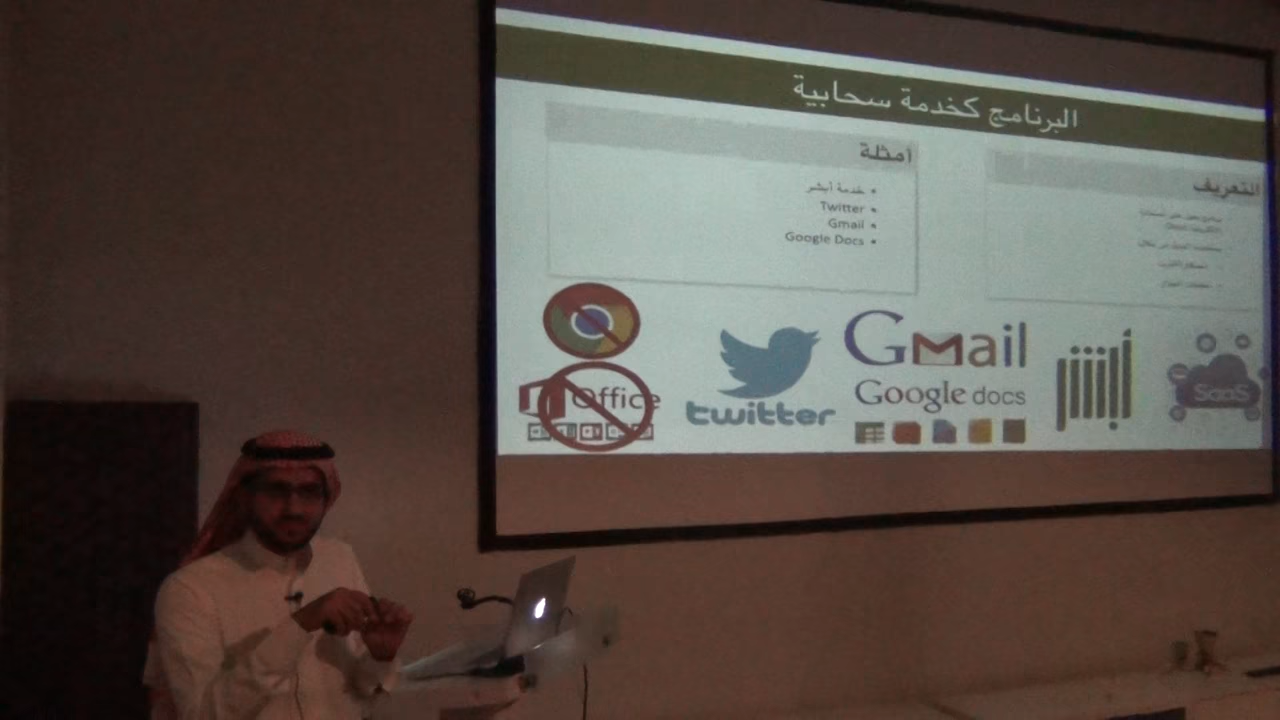 البرنامج كخدمة سحابية
التعريف
أمثلة
• خدمة أبشر
• Twitter
• Gmail
• Google Docs
Office
twitter
Gmail
Google docs
أبشر
SaaS